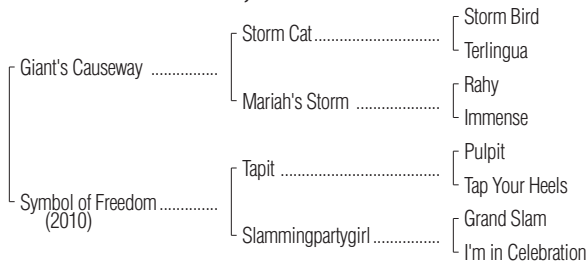 Storm Bird
Storm Cat ....................
Terlingua
Giant's Causeway ................
Rahy
Mariah's Storm ....................
Immense
Pulpit
Tapit ....................................
Tap Your Heels
Symbol of Freedom ..............
(2010)
Grand Slam
Slammingpartygirl .................
I'm in Celebration